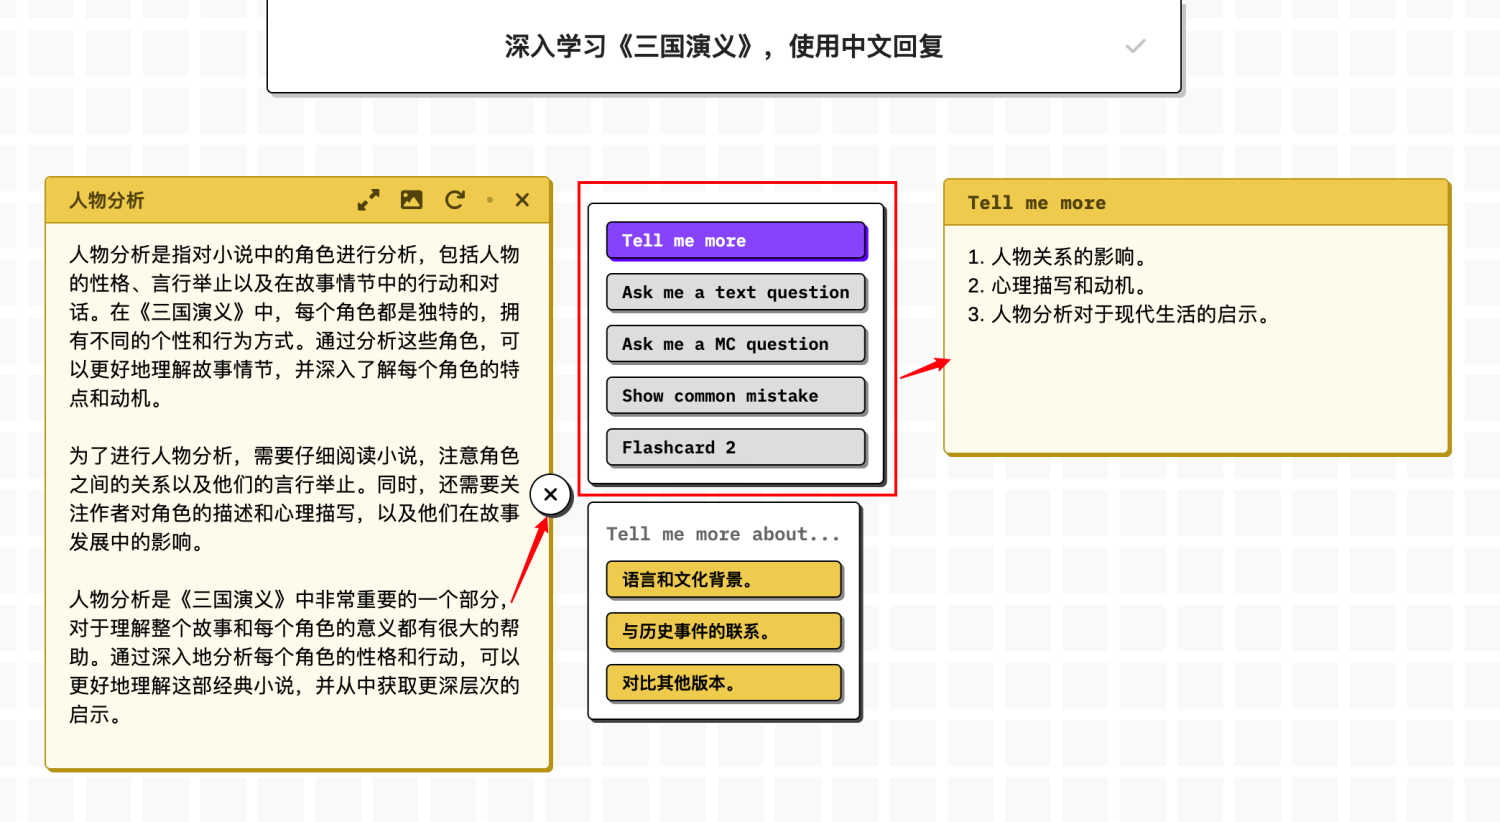 深入学习《三国演义》，使用中文回复
人物分析
人物分析是指对小说中的角色进行分析，包括人物
的性格、言行举止以及在故事情节中的行动和对
话。在《三国演义》中，每个角色都是独特的，拥
有不同的个性和行为方式。通过分析这些角色，可
以更好地理解故事情节，并深入了解每个角色的特
点和动机。
为了进行人物分析，需要仔细阅读小说，注意角色
之间的关系以及他们的言行举止。同时，还需要关
注作者对角色的描述和心理描写，以及他们在故事
发展中的影响。
人物分析是《三国演义》中非常重要的一个部分，
对于理解整个故事和每个角色的意义都有很大的帮
助。通过深入地分析每个角色的性格和行动，可以
更好地理解这部经典小说，并从中获取更深层次的
启示。
Tell me more
Ask me a text question
Ask me a MC question
Show common mistake
Flashcard 2
Tell me more about...
语言和文化背景。
与历史事件的联系。
对比其他版本。
Tell me more
1. 人物关系的影响。
2. 心理描写和动机。
3. 人物分析对于现代生活的启示。